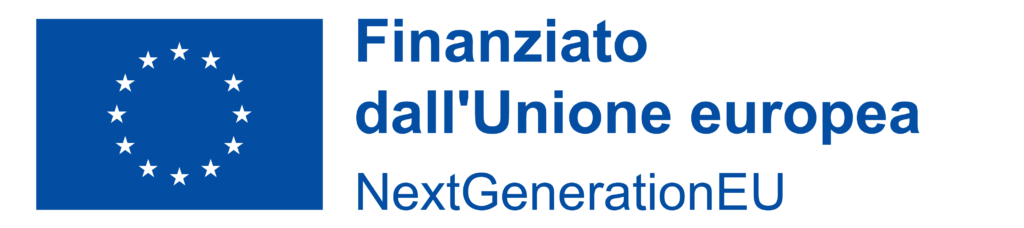 Finanziato
dall'Unione europea
NextGenerationEU